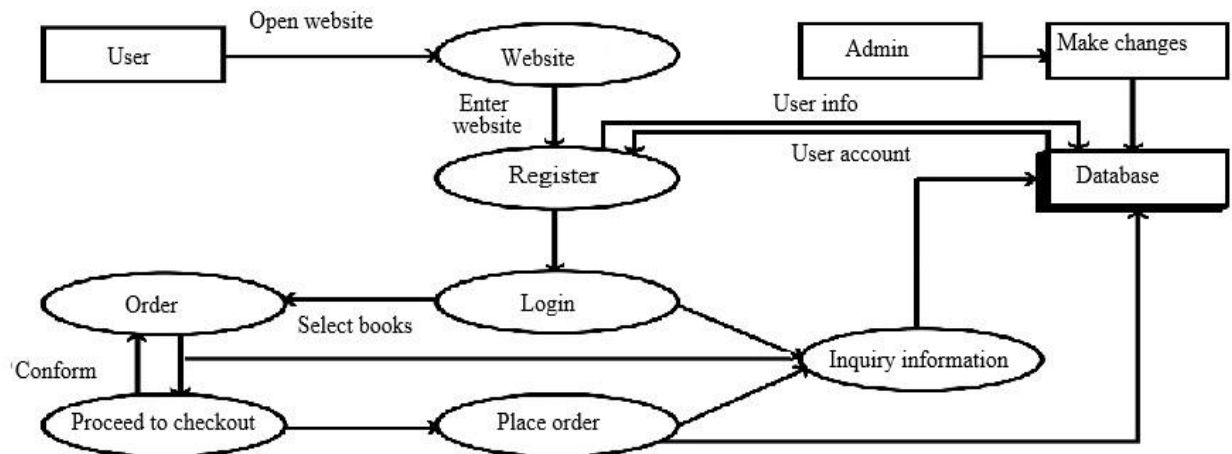 Open website
User
Website
Admin
Make changes
Enter
website
User info
User account
Register
Database
Order
Select books
Login
Inquiry information
'Conform
Proceed to checkout
Place order